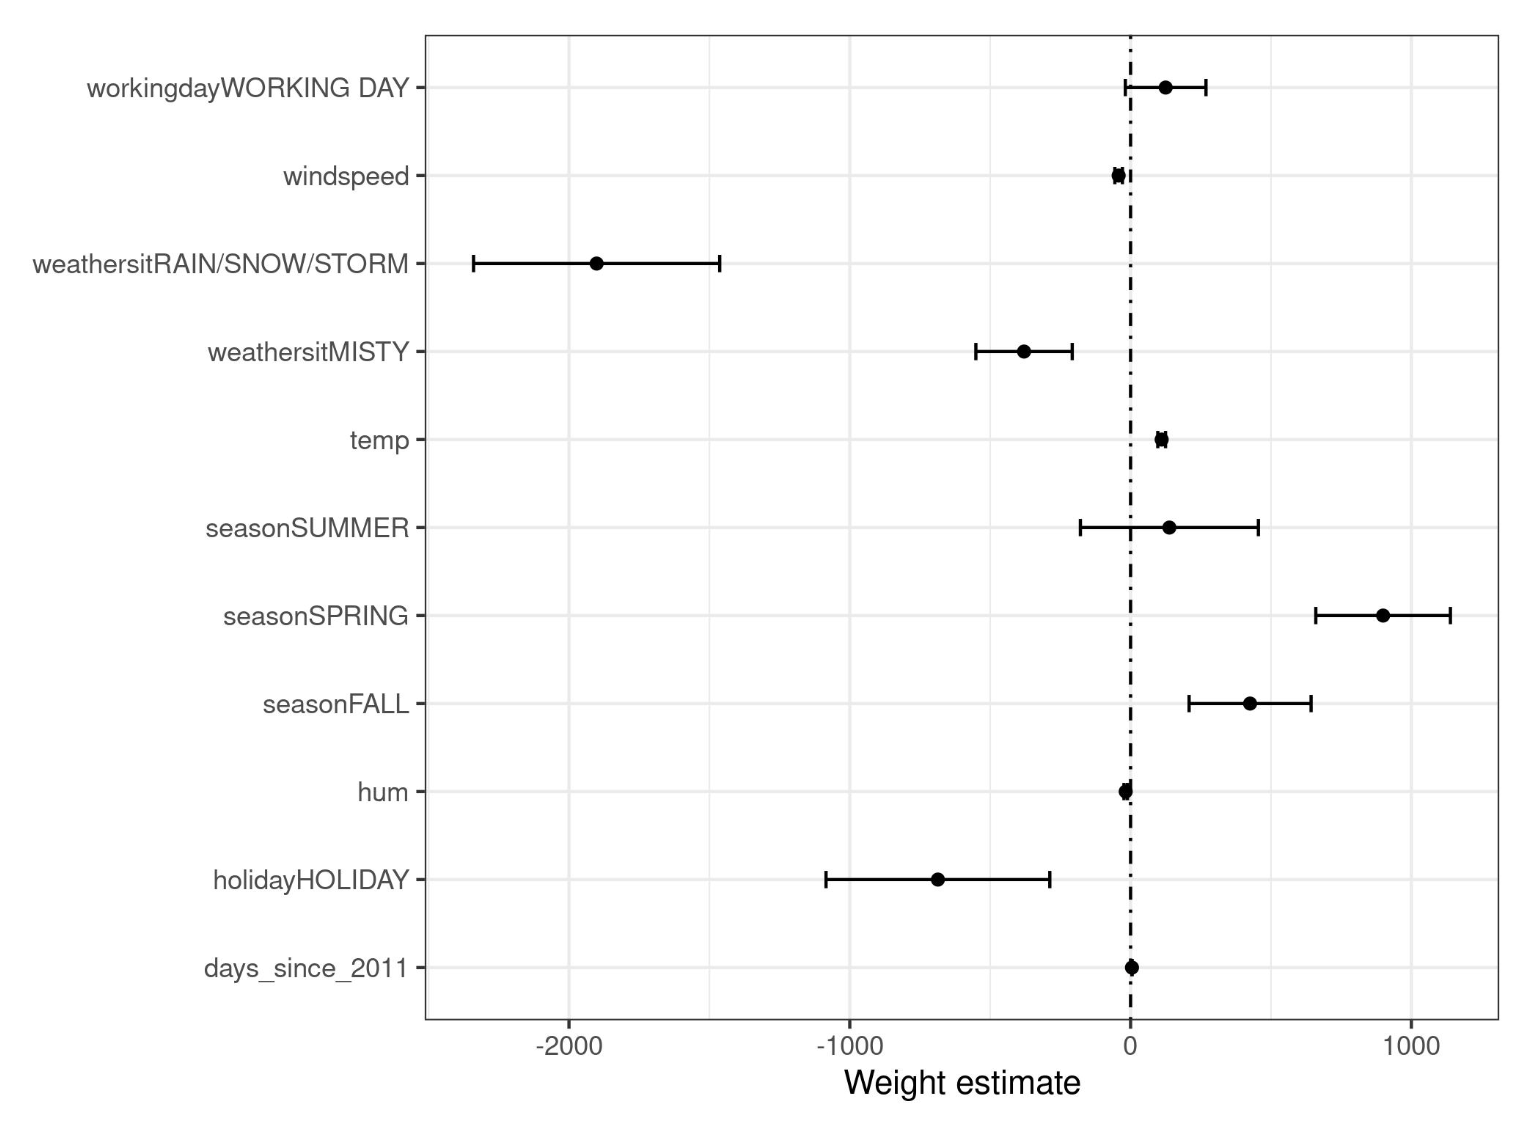 workingdayWORKING DAY
windspeed
weathersitRAIN/SNOW/STORM
weathersitMISTY
temp
seasonSUMMER
seasonSPRING
seasonFALL
hum
holidayHOLIDAY
days_since_2011
-2000 -1000 0 1000
Weight estimate